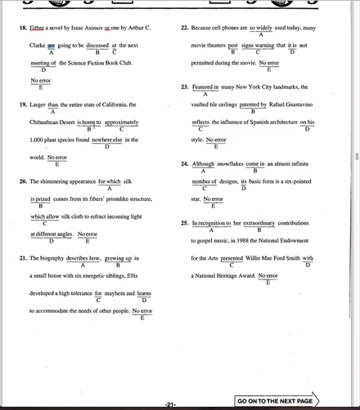 18. Either a novel by Isaac Asimov or one by Arthur C.
A
Clarke are going to be discussed at the next
A B C
meeting of the Science Fiction Book Club.
D
No error
E
19. Larger than the entire state of California, the
A
Chihuahuan Desert is home to approximately
B C
1,000 plant species found nowhere else in the
D
world. No error
E
20. The shimmering appearance for which silk
A
is prized comes from its fibers' prismlike structure,
B
which allow silk cloth to refract incoming light
C
at different angles. No error
D E
21. The biography describes how, growing up in
A B
a small house with six energetic siblings, Ellis
developed a high tolerance for mayhem and learns
C D
to accommodate the needs of other people. No error
E
22. Because cell phones are so widely used today, many
A
movie theaters post signs warning that it is not
B C D
permitted during the movie. No error
E
23. Featured in many New York City landmarks, the
A
vaulted tile ceilings patented by Rafael Guastavino
B
reflects the influence of Spanish architecture on his
C D
style. No error
E
24. Although snowflakes come in an almost infinite
A B
number of designs, its basic form is a six-pointed
C D
star. No error
E
25. In recognition to her extraordinary contributions
A B
to gospel music, in 1988 the National Endowment
for the Arts presented Willie Mae Ford Smith with
C D
a National Heritage Award. No error
E
-21-
GO ON TO THE NEXT PAGE